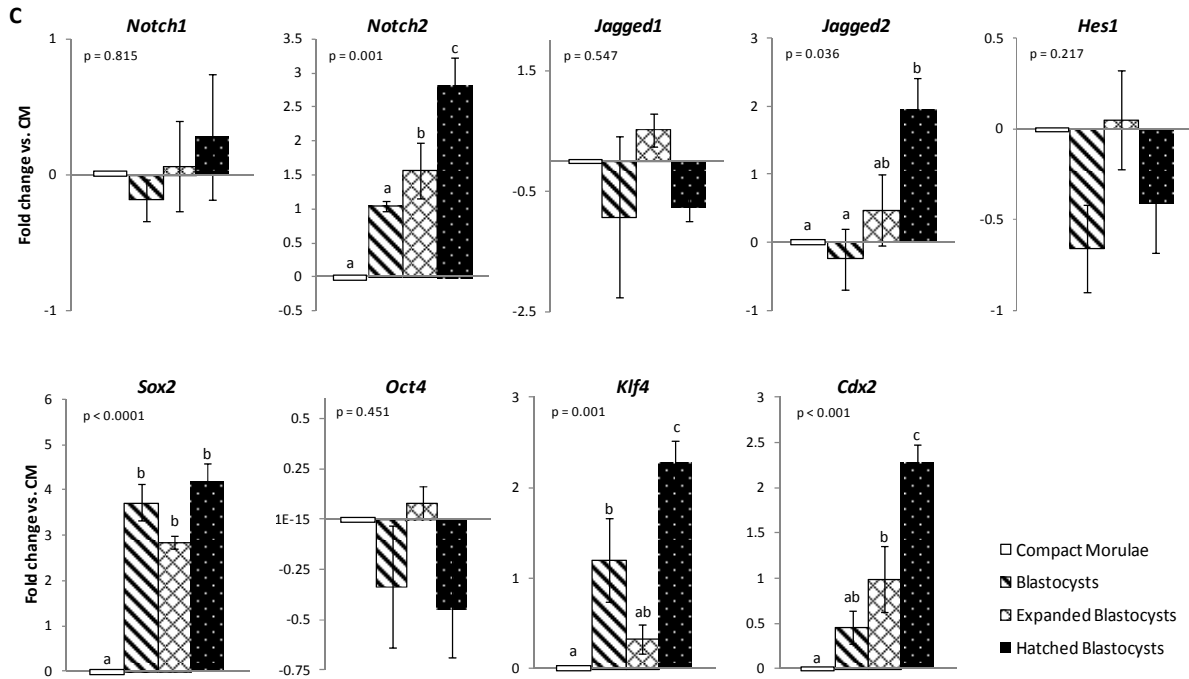 C
Notch1
Notch2
Jagged1
Jagged2
Hes1
p = 0.815
p = 0.001
p = 0.547
p = 0.036
p = 0.217
Fold change vs. CM
1
0
-1
3.5
3
2.5
2
1.5
1
0.5
0
-0.5
a
a
b
c
1.5
-0.5
-2.5
3
2
1
0
-1
a
a
ab
b
0.5
0
-0.5
-1
Sox2
Oct4
Klf4
Cdx2
p < 0.0001
p = 0.451
p = 0.001
p < 0.001
Fold change vs. CM
6
5
4
3
2
1
0
a
b
b
b
0.5
0.25
1E-15
-0.25
-0.5
-0.75
3
2
1
0
a
b
ab
c
3
2.5
2
1.5
1
0.5
0
a
ab
b
c
Compact Morulae
Blastocysts
Expanded Blastocysts
Hatched Blastocysts